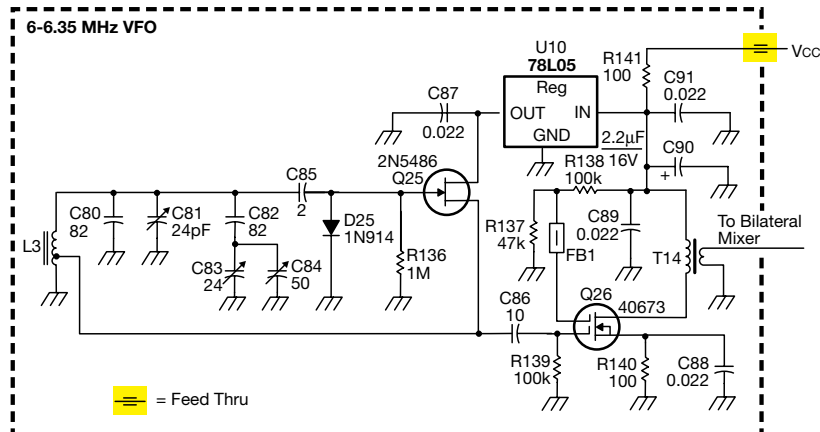 6-6.35 MHz VFO
U10
78L05
Reg
OUT
IN
GND
R141
100
VCC
C91
0.022
C87
0.022
2.2µF
16V
C90
+
2N5486
Q25
R138
100k
C85
2
C80
82
C81
24pF
C82
82
D25
1N914
R137
47k
C89
0.022
FB1
To Bilateral
Mixer
T14
L3
C83
24
C84
50
R136
1M
Q26
40673
C86
10
R139
100k
R140
100
C88
0.022
= Feed Thru